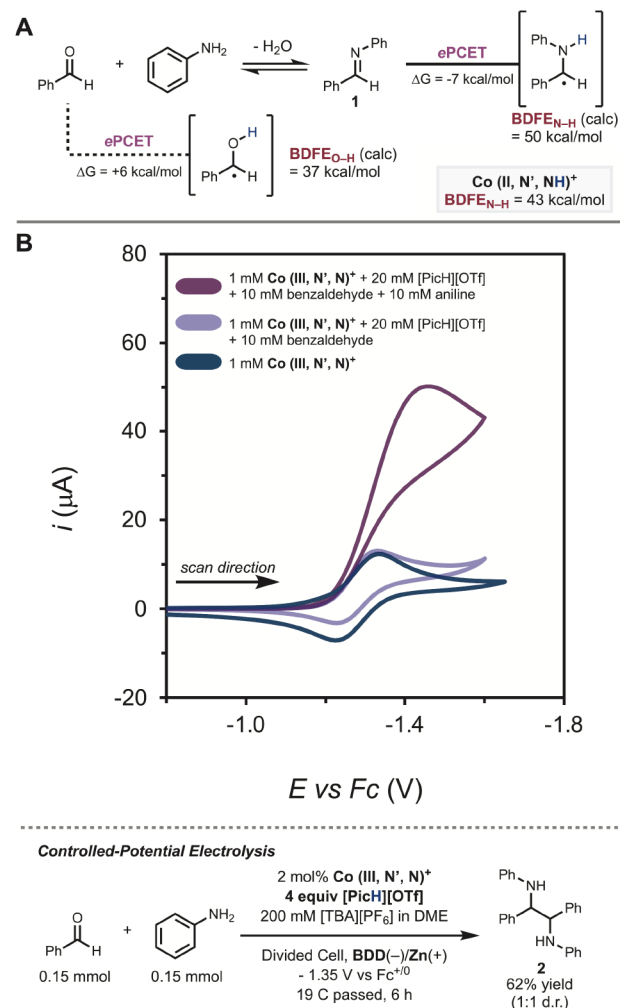 A
O
Ph
H
+
NH2
- H2O
Ph
N
Ph
H
1
ePCET
ΔG = -7 kcal/mol
Ph
N
H
Ph
H
BDFEN–H (calc)
= 50 kcal/mol
ePCET
ΔG = +6 kcal/mol
O
H
Ph
H
BDFEO–H (calc)
= 37 kcal/mol
Co (II, N', NH)+
BDFEN–H = 43 kcal/mol
B
80
60
40
20
0
-20
i (μA)
1 mM Co (III, N', N)+ + 20 mM [PicH][OTf]
+ 10 mM benzaldehyde + 10 mM aniline
1 mM Co (III, N', N)+ + 20 mM [PicH][OTf]
+ 10 mM benzaldehyde
1 mM Co (III, N', N)+
scan direction
-1.0
-1.4
-1.8
E vs Fc (V)
Controlled-Potential Electrolysis
O
Ph
H
0.15 mmol
+
NH2
0.15 mmol
2 mol% Co (III, N', N)+
4 equiv [PicH][OTf]
200 mM [TBA][PF6] in DME
Divided Cell, BDD(–)/Zn(+)
- 1.35 V vs Fc+/0
19 C passed, 6 h
Ph
NH
Ph
Ph
HN
Ph
2
62% yield
(1:1 d.r.)